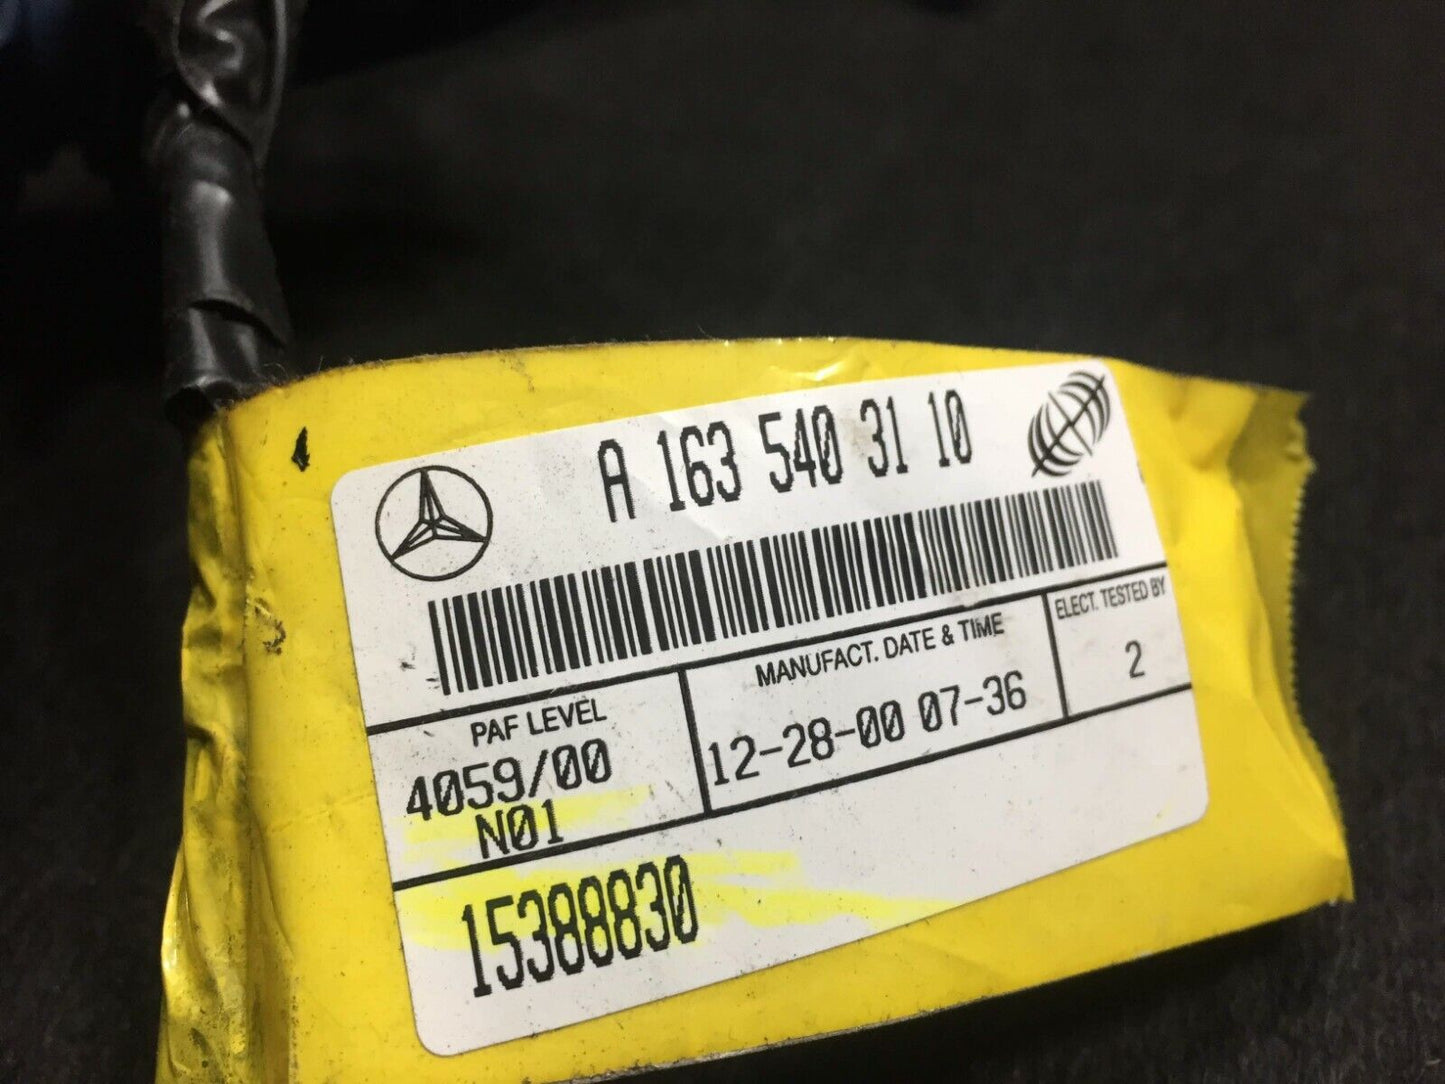 A 163 540 31 10
PAF LEVEL
4059/00
N01
MANUFACT. DATE & TIME
12-28-00 07-36
ELECT. TESTED BY
2
15388830